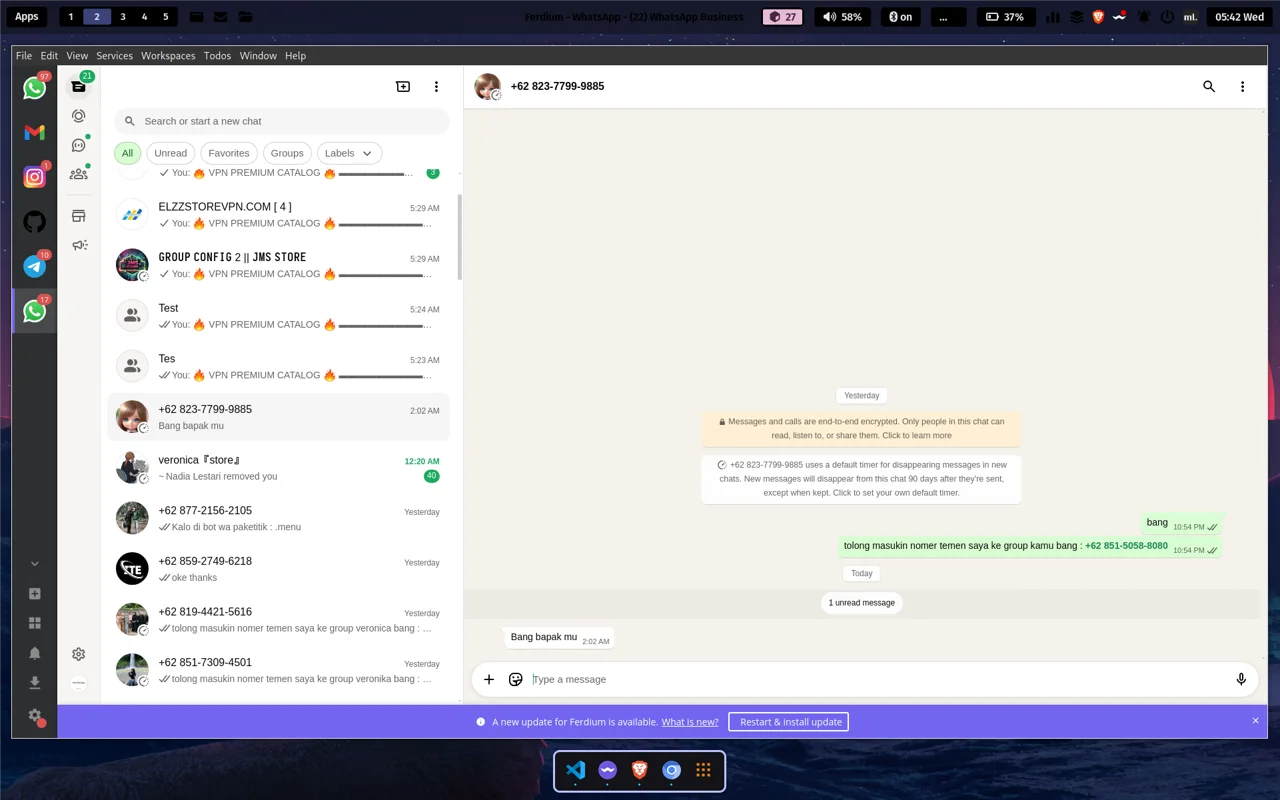 Apps
1 2 3 4 5
Ferdium - WhatsApp - (22) WhatsApp Business
27
58%
on
...
37%
ml.
05:42 Wed
File Edit View Services Workspaces Todos Window Help
97
1
10
17
21
Search or start a new chat
All
Unread
Favorites
Groups
Labels
You: 🔥 VPN PREMIUM CATALOG 🔥 ▬▬▬▬▬▬▬▬…
3
ELZZSTOREVPN.COM [ 4 ]
5:29 AM
You: 🔥 VPN PREMIUM CATALOG 🔥 ▬▬▬▬▬▬▬▬…
GROUP CONFIG 2 || JMS STORE
5:29 AM
You: 🔥 VPN PREMIUM CATALOG 🔥 ▬▬▬▬▬▬▬▬…
Test
5:24 AM
You: 🔥 VPN PREMIUM CATALOG 🔥 ▬▬▬▬▬▬▬▬…
Tes
5:23 AM
You: 🔥 VPN PREMIUM CATALOG 🔥 ▬▬▬▬▬▬▬▬…
+62 823-7799-9885
2:02 AM
Bang bapak mu
veronica『store』
12:20 AM
~ Nadia Lestari removed you
40
+62 877-2156-2105
Yesterday
Kalo di bot wa paketitik : .menu
+62 859-2749-6218
Yesterday
oke thanks
+62 819-4421-5616
Yesterday
tolong masukin nomer temen saya ke group veronica bang : …
+62 851-7309-4501
Yesterday
tolong masukin nomer temen saya ke group veronika bang : …
+62 823-7799-9885
Yesterday
Messages and calls are end-to-end encrypted. Only people in this chat can
read, listen to, or share them. Click to learn more
+62 823-7799-9885 uses a default timer for disappearing messages in new
chats. New messages will disappear from this chat 90 days after they're sent,
except when kept. Click to set your own default timer.
bang 10:54 PM
tolong masukin nomer temen saya ke group kamu bang : +62 851-5058-8080 10:54 PM
Today
1 unread message
Bang bapak mu 2:02 AM
Type a message
A new update for Ferdium is available. What is new? Restart & install update